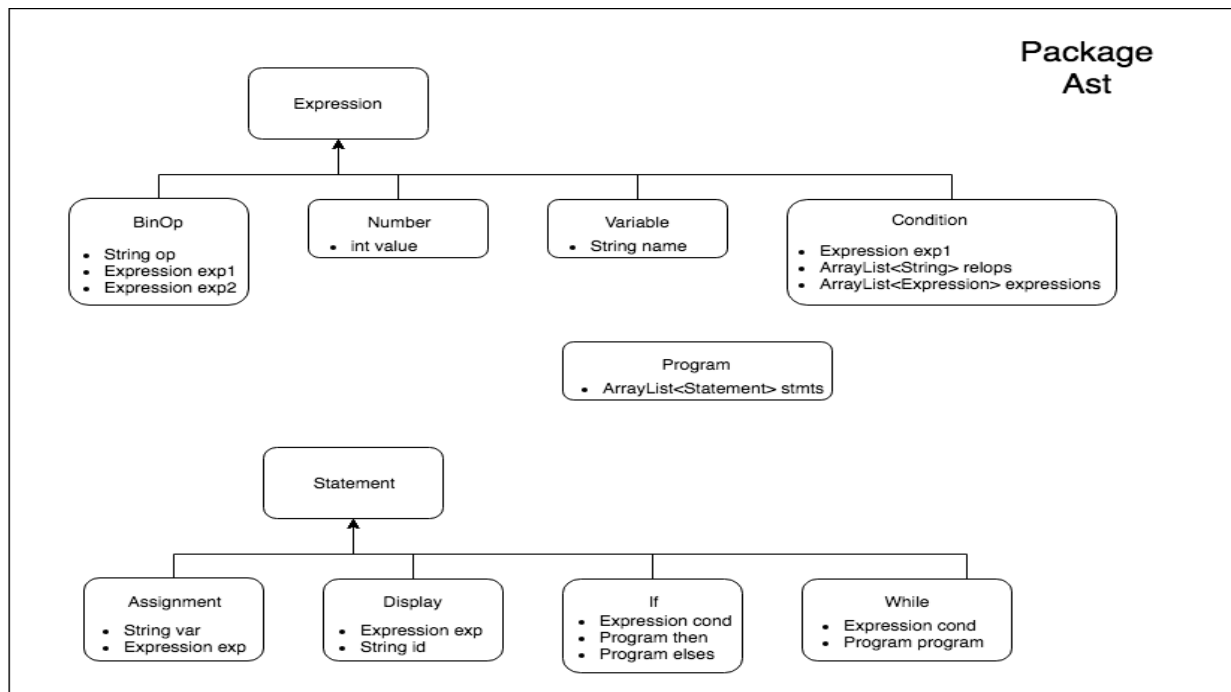 Package
Ast
Expression
BinOp
• String op
• Expression exp1
• Expression exp2
Number
• int value
Variable
• String name
Condition
• Expression exp1
• ArrayList<String> relops
• ArrayList<Expression> expressions
Program
• ArrayList<Statement> stmts
Statement
Assignment
• String var
• Expression exp
Display
• Expression exp
• String id
If
• Expression cond
• Program then
• Program elses
While
• Expression cond
• Program program